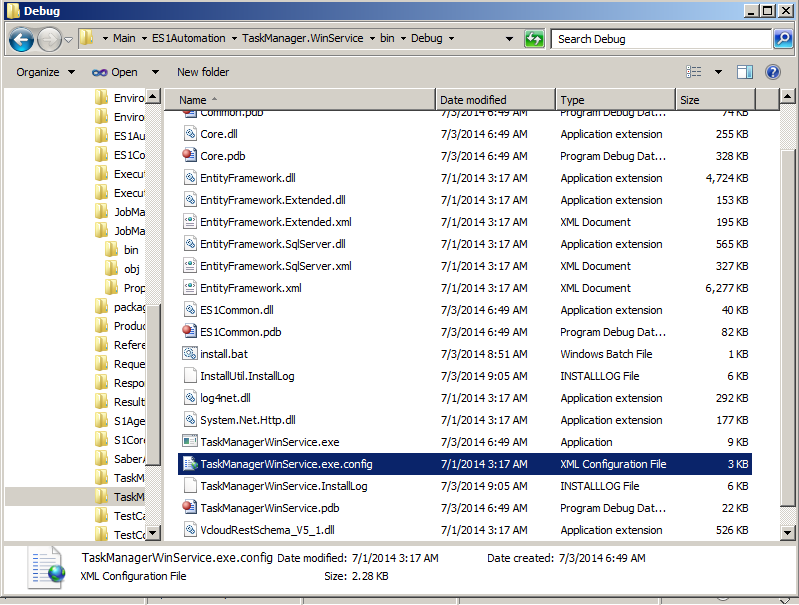 Debug
Main ES1Automation TaskManager.WinService bin Debug
Search Debug
Organize Open New folder
Name Date modified Type Size
Enviro
Enviro
ES1Au
ES1Co
Execut
Execut
JobMa
JobMa
bin
obj
Prop
packag
Produc
Refere
Reque
Respor
Result
S1Age
S1Core
SaberA
TaskM
TaskM
TestCa
TestCo
Common.pdb 7/3/2014 6:49 AM Program Debug Dat... 74 KB
Core.dll 7/3/2014 6:49 AM Application extension 255 KB
Core.pdb 7/3/2014 6:49 AM Program Debug Dat... 328 KB
EntityFramework.dll 7/1/2014 3:17 AM Application extension 4,724 KB
EntityFramework.Extended.dll 7/1/2014 3:17 AM Application extension 153 KB
EntityFramework.Extended.xml 7/1/2014 3:17 AM XML Document 195 KB
EntityFramework.SqlServer.dll 7/1/2014 3:17 AM Application extension 565 KB
EntityFramework.SqlServer.xml 7/1/2014 3:17 AM XML Document 327 KB
EntityFramework.xml 7/1/2014 3:17 AM XML Document 6,277 KB
ES1Common.dll 7/3/2014 6:49 AM Application extension 40 KB
ES1Common.pdb 7/3/2014 6:49 AM Program Debug Dat... 82 KB
install.bat 7/3/2014 8:51 AM Windows Batch File 1 KB
InstallUtil.InstallLog 7/3/2014 9:05 AM INSTALLLOG File 6 KB
log4net.dll 7/1/2014 3:17 AM Application extension 292 KB
System.Net.Http.dll 7/1/2014 3:17 AM Application extension 177 KB
TaskManagerWinService.exe 7/3/2014 6:49 AM Application 9 KB
TaskManagerWinService.exe.config 7/1/2014 3:17 AM XML Configuration File 3 KB
TaskManagerWinService.InstallLog 7/3/2014 9:05 AM INSTALLLOG File 6 KB
TaskManagerWinService.pdb 7/3/2014 6:49 AM Program Debug Dat... 22 KB
VcloudRestSchema_V5_1.dll 7/1/2014 3:17 AM Application extension 526 KB
TaskManagerWinService.exe.config Date modified: 7/1/2014 3:17 AM Date created: 7/3/2014 6:49 AM
XML Configuration File Size: 2.28 KB